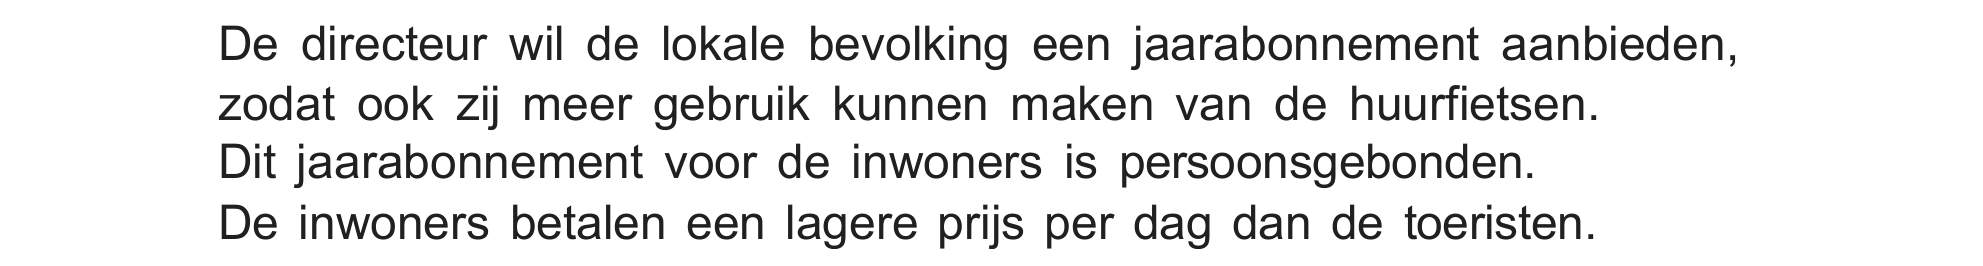 De directeur wil de lokale bevolking een jaarabonnement aanbieden,
zodat ook zij meer gebruik kunnen maken van de huurfietsen.
Dit jaarabonnement voor de inwoners is persoonsgebonden.
De inwoners betalen een lagere prijs per dag dan de toeristen.